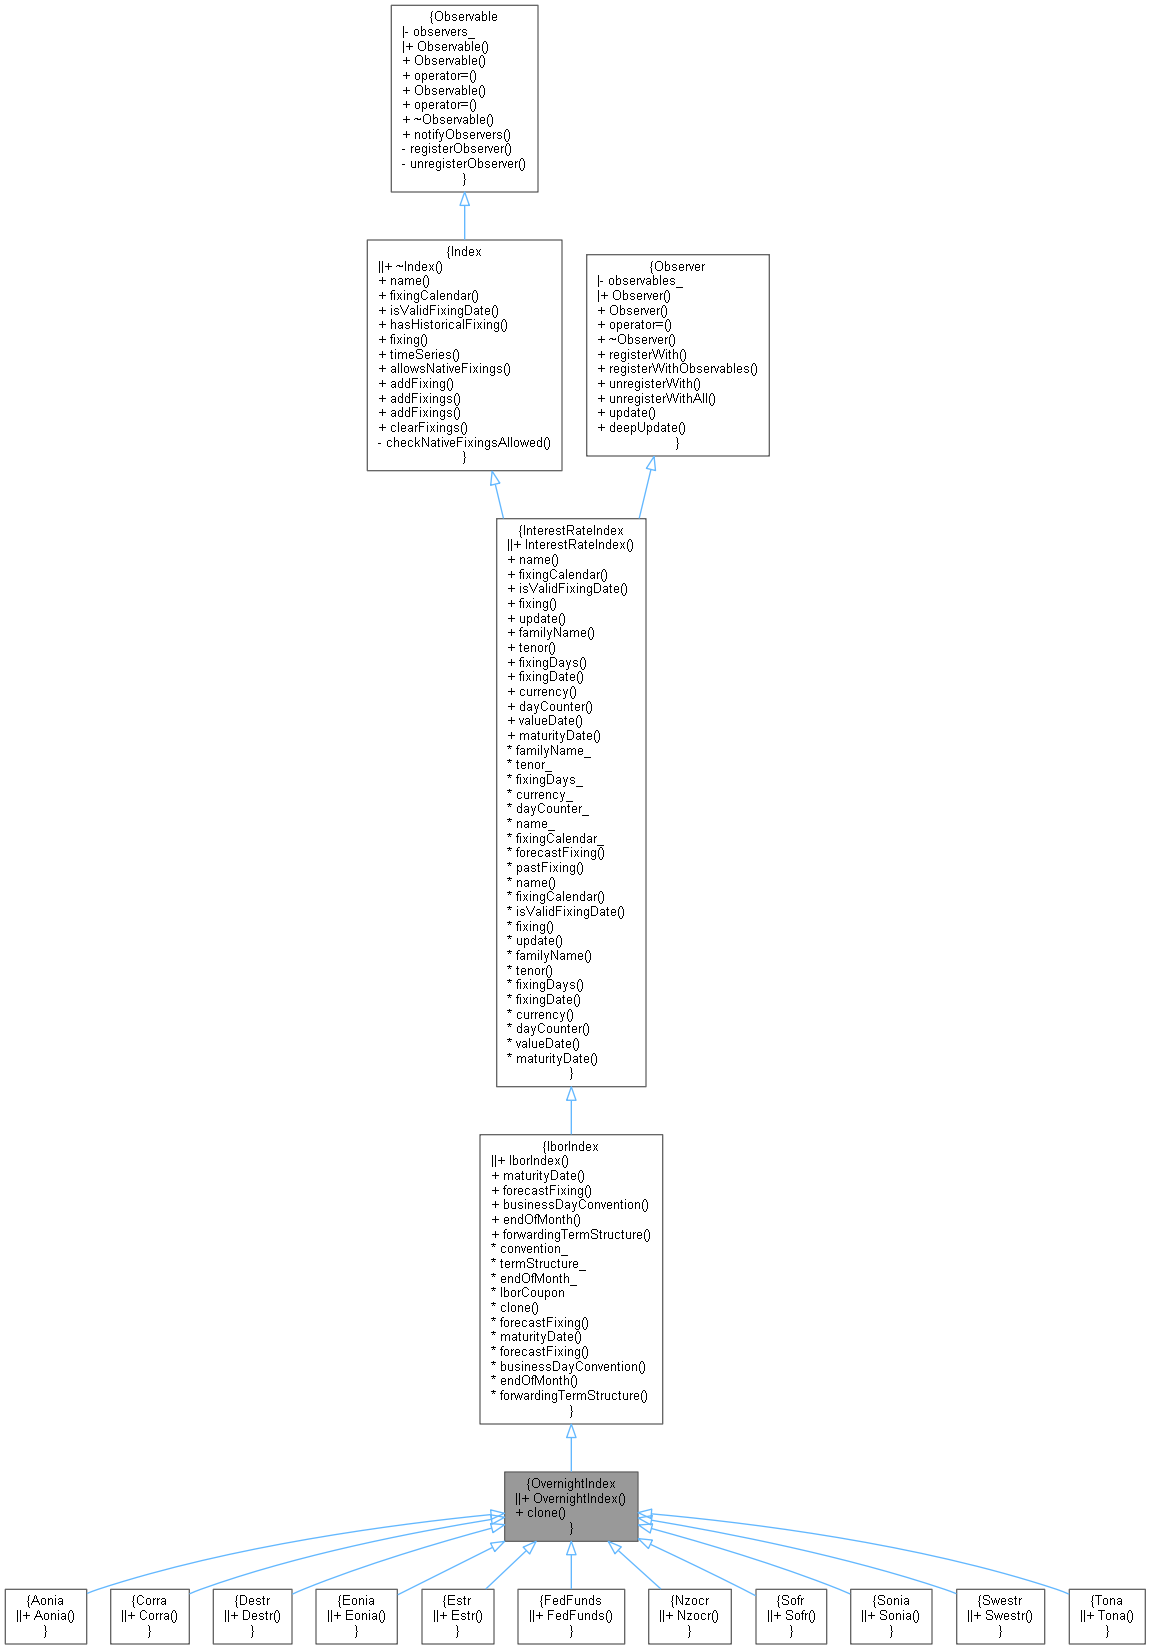 {Observable
|- observers_
|+ Observable()
+ Observable()
+ operator=()
+ Observable()
+ operator=()
+ ~Observable()
+ notifyObservers()
- registerObserver()
- unregisterObserver()
}
{Index
||+ ~Index()
+ name()
+ fixingCalendar()
+ isValidFixingDate()
+ hasHistoricalFixing()
+ fixing()
+ timeSeries()
+ allowsNativeFixings()
+ addFixing()
+ addFixings()
+ addFixings()
+ clearFixings()
- checkNativeFixingsAllowed()
}
{Observer
|- observables_
|+ Observer()
+ Observer()
+ operator=()
+ ~Observer()
+ registerWith()
+ registerWithObservables()
+ unregisterWith()
+ unregisterWithAll()
+ update()
+ deepUpdate()
}
{InterestRateIndex
||+ InterestRateIndex()
+ name()
+ fixingCalendar()
+ isValidFixingDate()
+ fixing()
+ update()
+ familyName()
+ tenor()
+ fixingDays()
+ fixingDate()
+ currency()
+ dayCounter()
+ valueDate()
+ maturityDate()
* familyName_
* tenor_
* fixingDays_
* currency_
* dayCounter_
* name_
* fixingCalendar_
* forecastFixing()
* pastFixing()
* name()
* fixingCalendar()
* isValidFixingDate()
* fixing()
* update()
* familyName()
* tenor()
* fixingDays()
* fixingDate()
* currency()
* dayCounter()
* valueDate()
* maturityDate()
}
{IborIndex
||+ IborIndex()
+ maturityDate()
+ forecastFixing()
+ businessDayConvention()
+ endOfMonth()
+ forwardingTermStructure()
* convention_
* termStructure_
* endOfMonth_
* IborCoupon
* clone()
* forecastFixing()
* maturityDate()
* forecastFixing()
* businessDayConvention()
* endOfMonth()
* forwardingTermStructure()
}
{OvernightIndex
||+ OvernightIndex()
+ clone()
}
{Aonia
||+ Aonia()
}
{Corra
||+ Corra()
}
{Destr
||+ Destr()
}
{Eonia
||+ Eonia()
}
{Estr
||+ Estr()
}
{FedFunds
||+ FedFunds()
}
{Nzocr
||+ Nzocr()
}
{Sofr
||+ Sofr()
}
{Sonia
||+ Sonia()
}
{Swestr
||+ Swestr()
}
{Tona
||+ Tona()
}